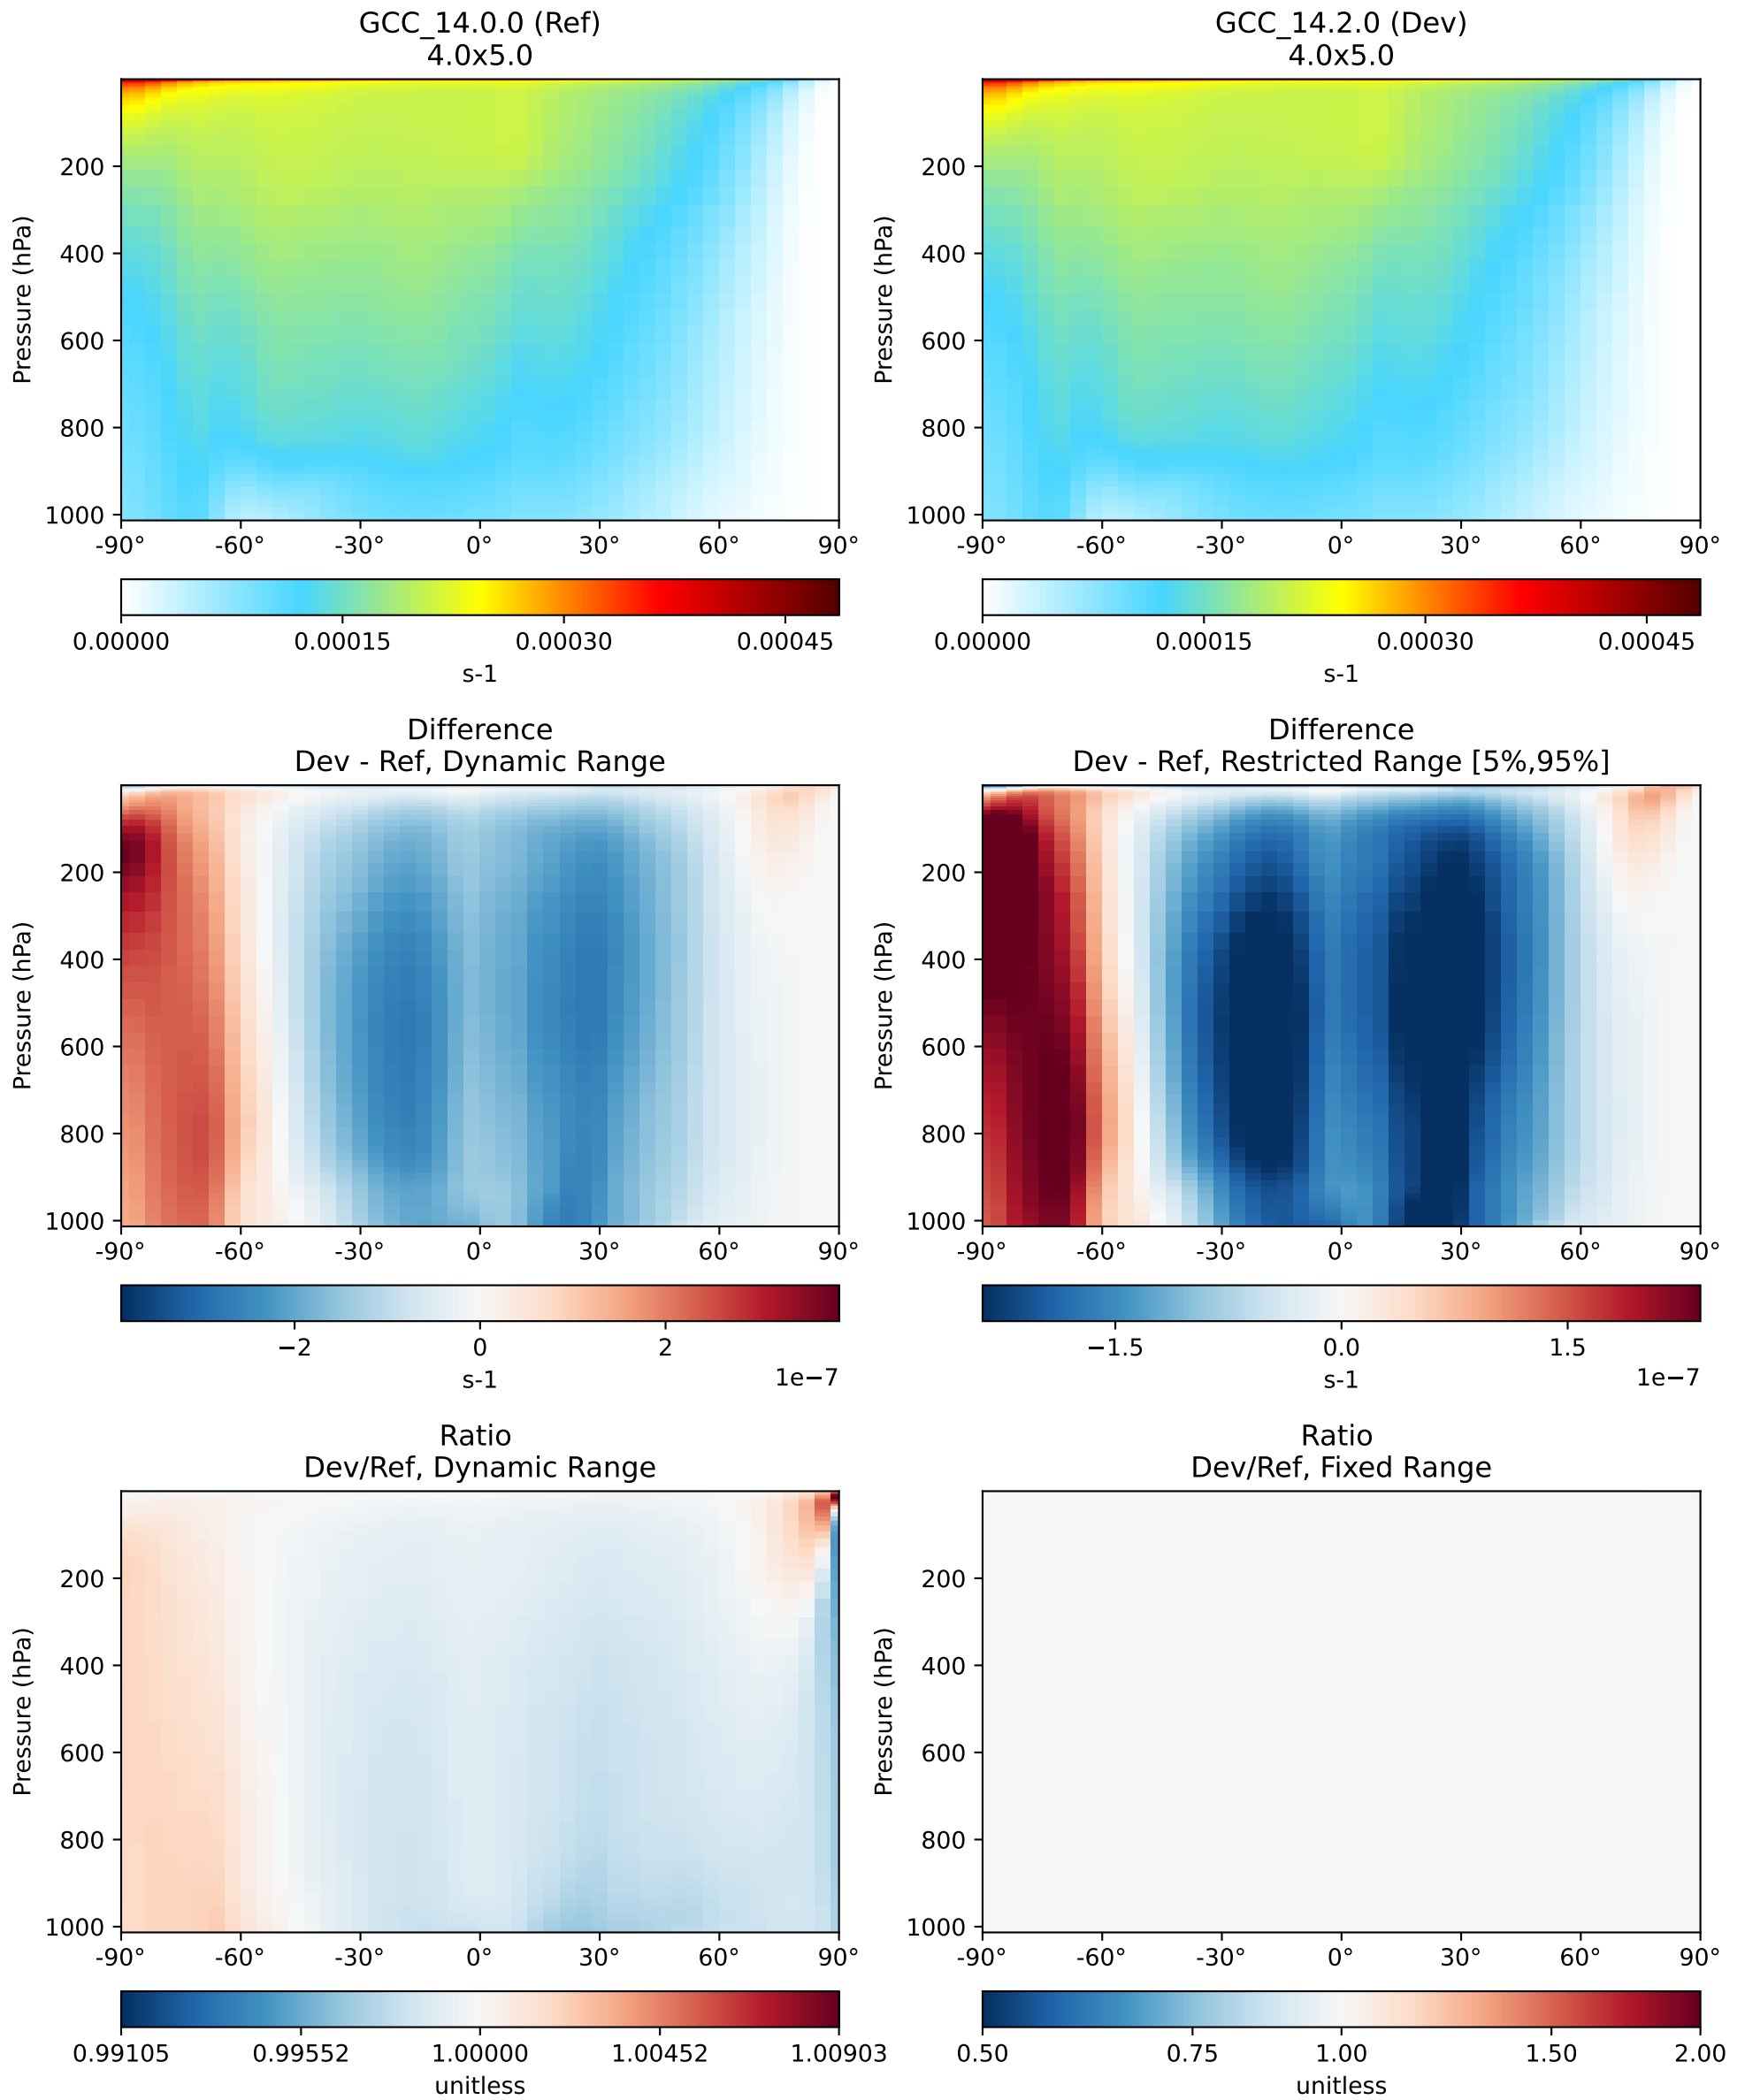 GCC_14.0.0 (Ref)
4.0x5.0
GCC_14.2.0 (Dev)
4.0x5.0
Pressure (hPa)
200
400
600
800
1000
-90° -60° -30° 0° 30° 60° 90°
0.00000 0.00015 0.00030 0.00045
s-1
Pressure (hPa)
200
400
600
800
1000
-90° -60° -30° 0° 30° 60° 90°
0.00000 0.00015 0.00030 0.00045
s-1
Difference
Dev - Ref, Dynamic Range
Pressure (hPa)
200
400
600
800
1000
-90° -60° -30° 0° 30° 60° 90°
−2 0 2
s-1
1e−7
Difference
Dev - Ref, Restricted Range [5%,95%]
Pressure (hPa)
200
400
600
800
1000
-90° -60° -30° 0° 30° 60° 90°
−1.5 0.0 1.5
s-1
1e−7
Ratio
Dev/Ref, Dynamic Range
Pressure (hPa)
200
400
600
800
1000
-90° -60° -30° 0° 30° 60° 90°
0.99105 0.99552 1.00000 1.00452 1.00903
unitless
Ratio
Dev/Ref, Fixed Range
Pressure (hPa)
200
400
600
800
1000
-90° -60° -30° 0° 30° 60° 90°
0.50 0.75 1.00 1.50 2.00
unitless